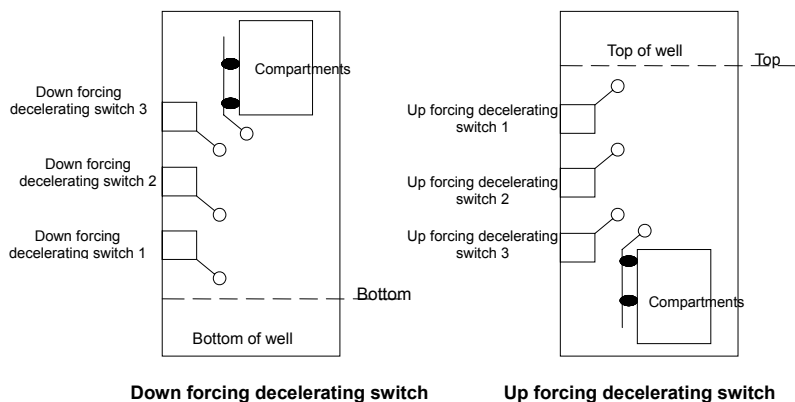 Compartments
Down forcing
decelerating switch 3
Down forcing
decelerating switch 2
Down forcing
decelerating switch 1
Bottom
Bottom of well
Down forcing decelerating switch
Top of well
Top
Up forcing decelerating
switch 1
Up forcing decelerating
switch 2
Up forcing decelerating
switch 3
Compartments
Up forcing decelerating switch